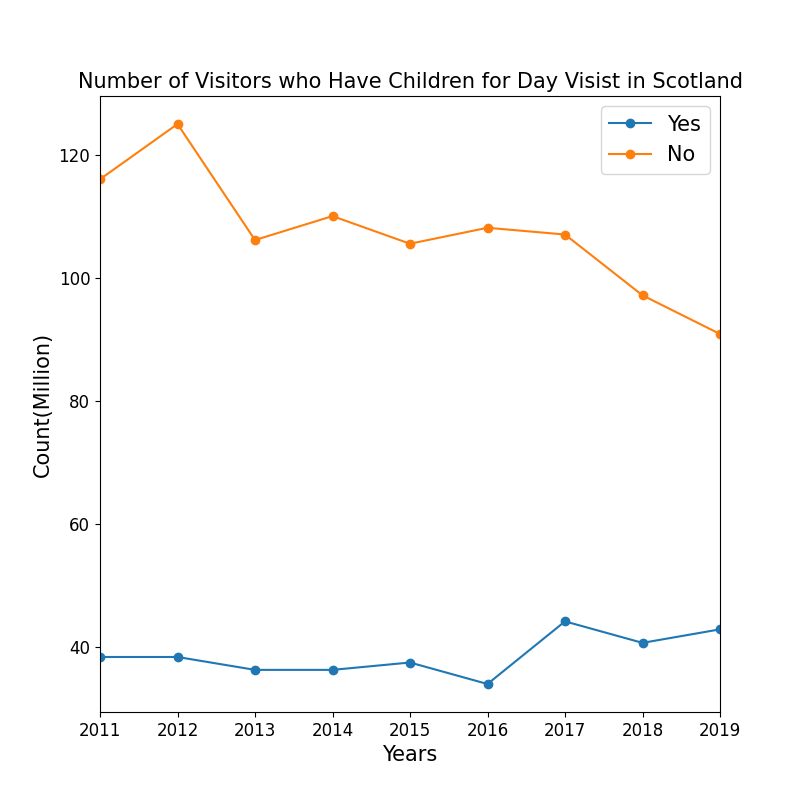 Number of Visitors who Have Children for Day Visist in Scotland
Yes
No
120
100
80
60
40
Count(Million)
2011 2012 2013 2014 2015 2016 2017 2018 2019
Years